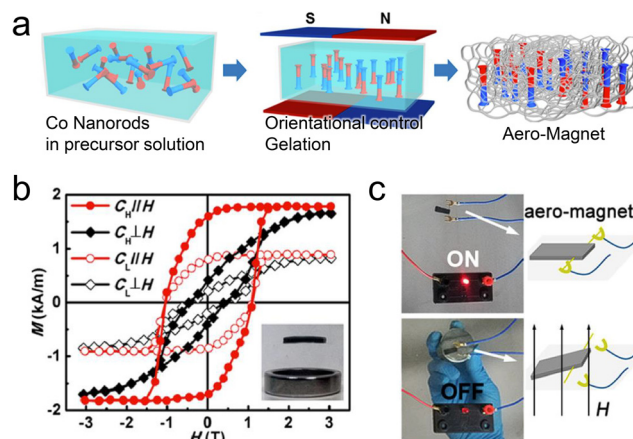 a
S N
Co Nanorods
in precursor solution
Orientational control
Gelation
Aero-Magnet
b
M (kA/m)
2
1
0
-1
-2
C_H//H
C_H⊥H
C_L//H
C_L⊥H
-3 -2 -1 0 1 2 3
H (T)
c
ON
aero-magnet
OFF
H